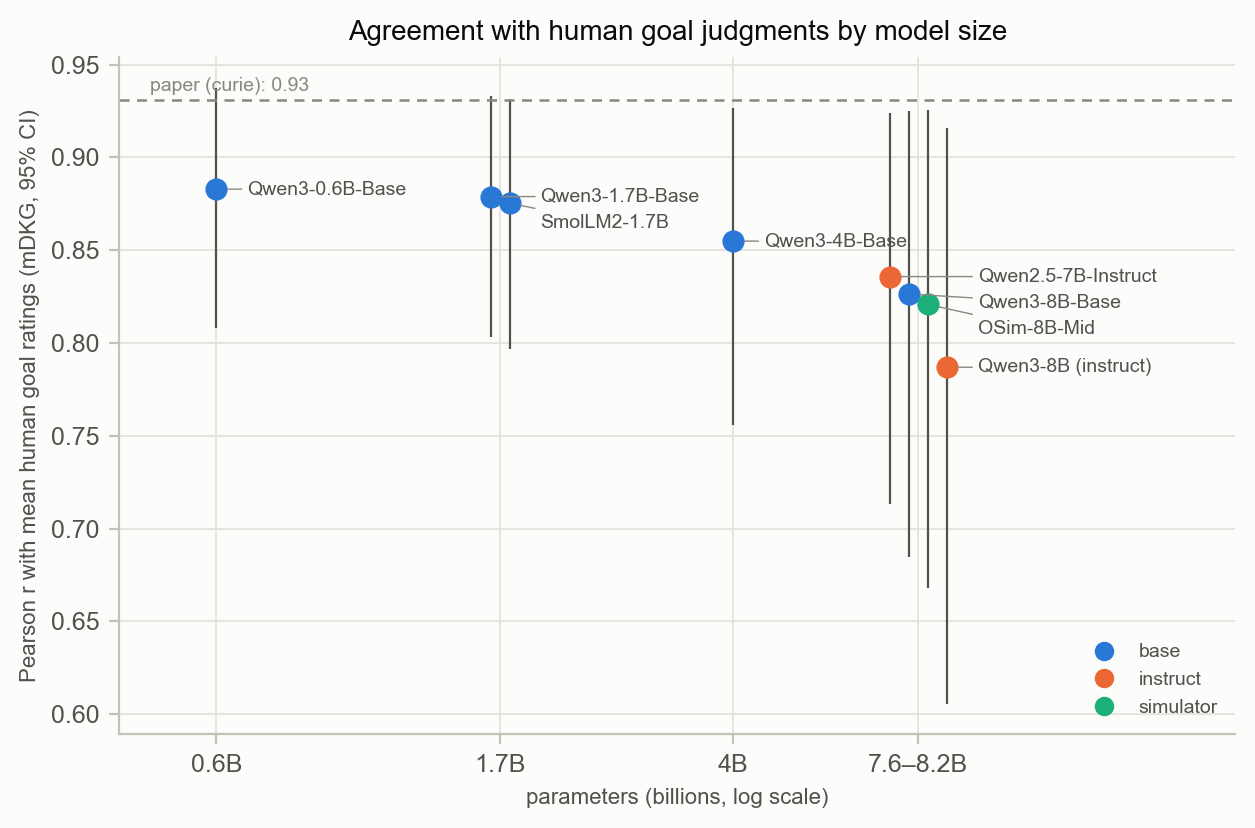 Agreement with human goal judgments by model size
Pearson r with mean human goal ratings (mDKG, 95% CI)
0.95
0.90
0.85
0.80
0.75
0.70
0.65
0.60
paper (curie): 0.93
Qwen3-0.6B-Base
Qwen3-1.7B-Base
SmolLM2-1.7B
Qwen3-4B-Base
Qwen2.5-7B-Instruct
Qwen3-8B-Base
OSim-8B-Mid
Qwen3-8B (instruct)
base
instruct
simulator
0.6B
1.7B
4B
7.6–8.2B
parameters (billions, log scale)